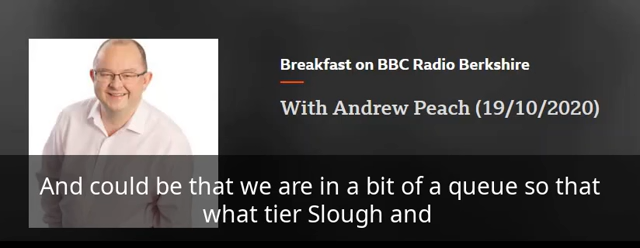 Breakfast on BBC Radio Berkshire
With Andrew Peach (19/10/2020)
And could be that we are in a bit of a queue so that
what tier Slough and